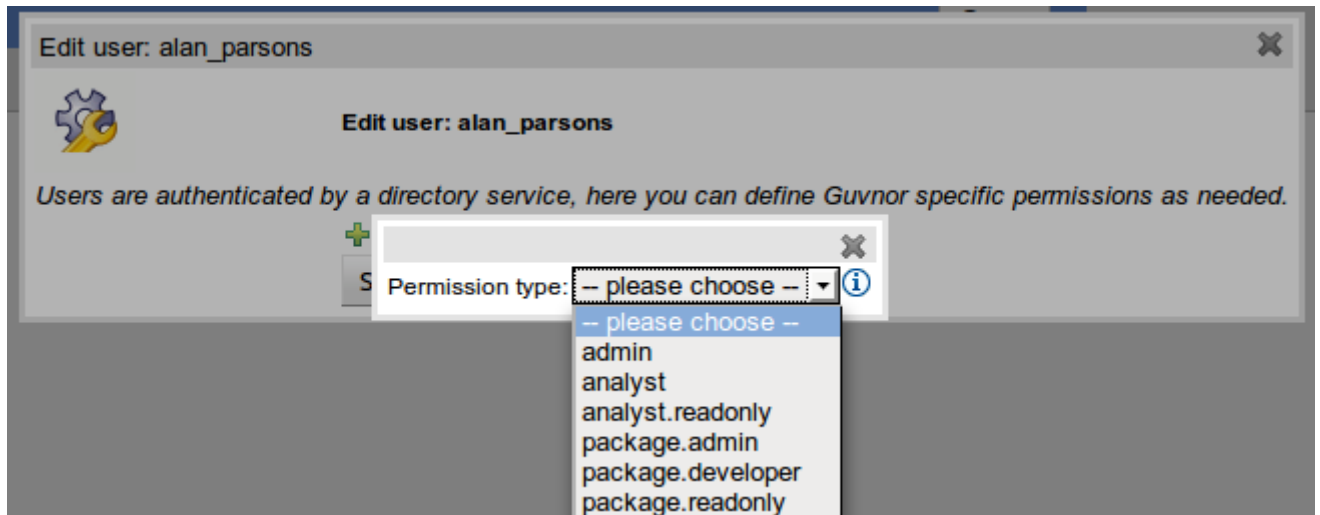 Edit user: alan_parsons
Edit user: alan_parsons
Users are authenticated by a directory service, here you can define Guvnor specific permissions as needed.
Permission type: -- please choose --
-- please choose --
admin
analyst
analyst.readonly
package.admin
package.developer
package.readonly